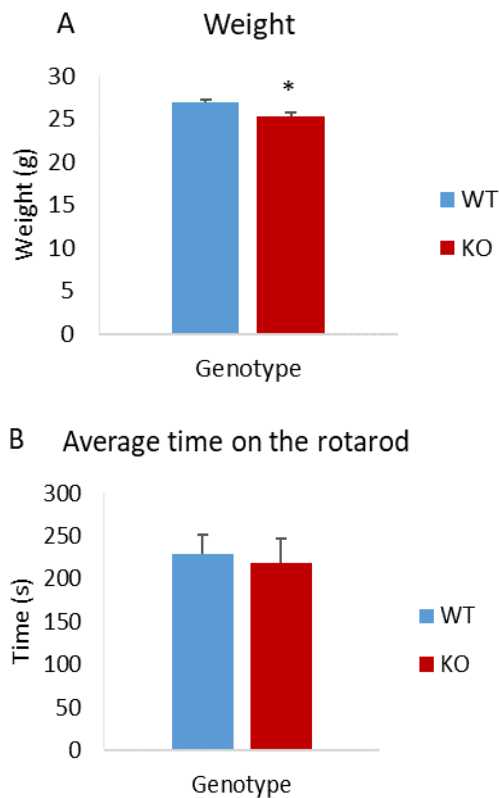 A Weight
30
25
20
15
10
5
0
Weight (g)
*
Genotype
WT
KO
B Average time on the rotarod
300
250
200
150
100
50
0
Time (s)
Genotype
WT
KO